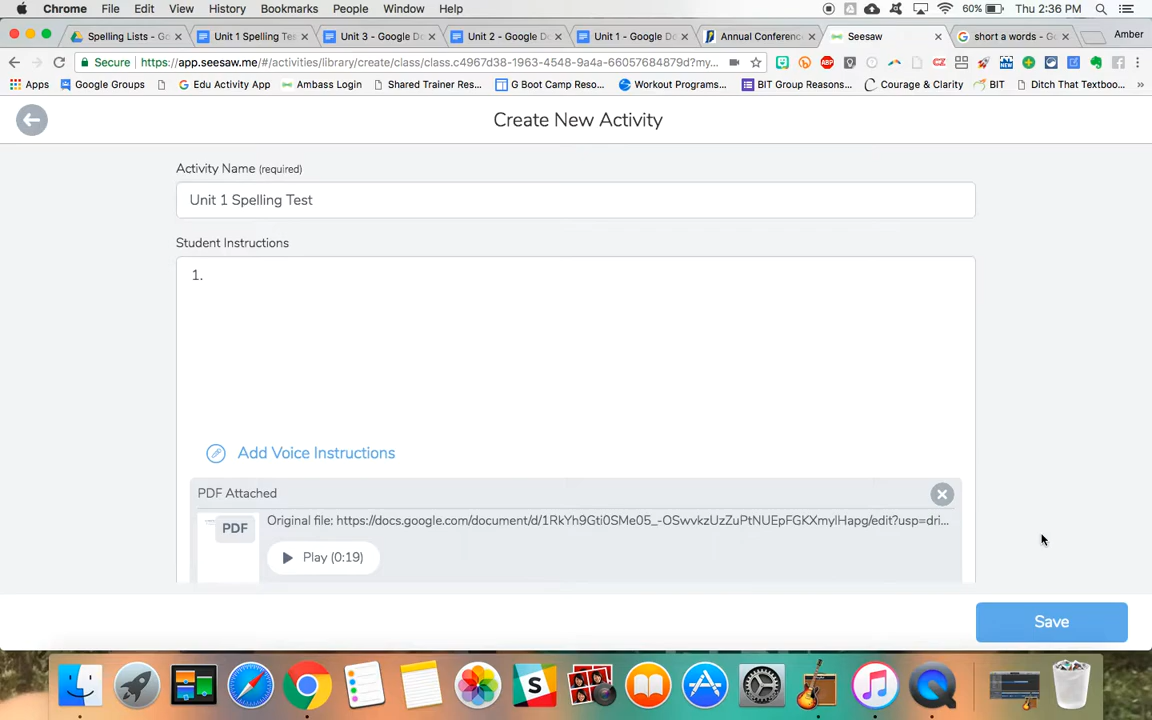 Chrome File Edit View History Bookmarks People Window Help 60% Thu 2:36 PM
Spelling Lists - Go Unit 1 Spelling Tes Unit 3 - Google Do Unit 2 - Google Do Unit 1 - Google Do Annual Conferenc Seesaw short a words - Go Amber
Secure https://app.seesaw.me/#/activities/library/create/class/class.c4967d38-1963-4548-9a4a-66057684879d?my...
Apps Google Groups Edu Activity App Ambass Login Shared Trainer Res... G Boot Camp Reso... Workout Programs... BIT Group Reasons... Courage & Clarity BIT Ditch That Textboo... »
Create New Activity
Activity Name (required)
Unit 1 Spelling Test
Student Instructions
1.
Add Voice Instructions
PDF Attached
PDF
Original file: https://docs.google.com/document/d/1RkYh9Gti0SMe05_-OSwvkzUzZuPtNUEpFGKXmylHapg/edit?usp=dri...
Play (0:19)
Save